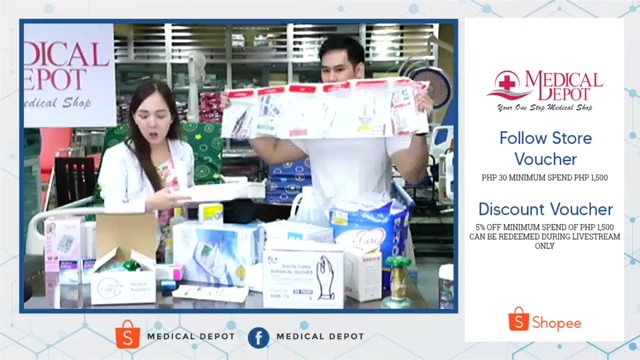 MEDICAL
DEPOT
Medical Shop
MEDICAL
DEPOT
Your One Stop Medical Shop
Follow Store
Voucher
PHP 30 MINIMUM SPEND PHP 1,500
Discount Voucher
5% OFF MINIMUM SPEND OF PHP 1,500
CAN BE REDEEMED DURING LIVESTREAM
ONLY
SURGICAL GLOVES
Shopee
MEDICAL DEPOT
MEDICAL DEPOT